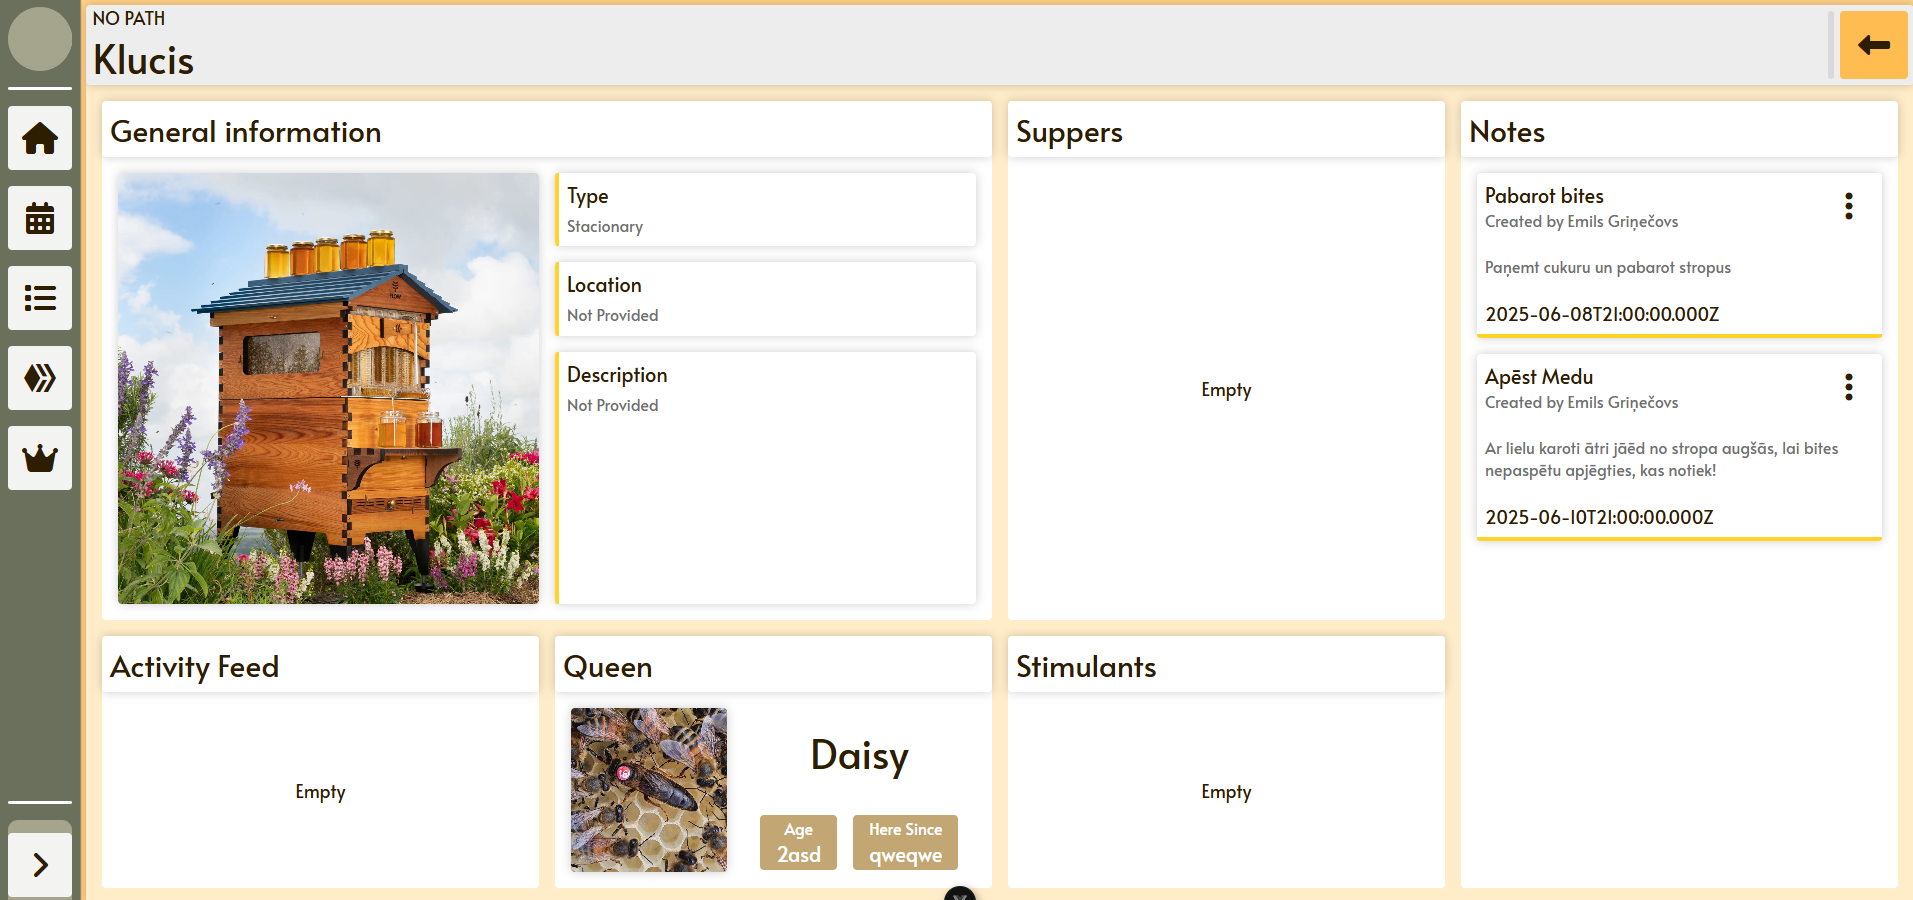 NO PATH
Klucis
General information
Type
Stacionary
Location
Not Provided
Description
Not Provided
Suppers
Empty
Notes
Pabarot bites
Created by Emils Griņečovs
Paņemt cukuru un pabarot stropus
2025-06-08T21:00:00.000Z
Apēst Medu
Created by Emils Griņečovs
Ar lielu karoti ātri jāēd no stropa augšās, lai bites
nepaspētu apjēgties, kas notiek!
2025-06-10T21:00:00.000Z
Activity Feed
Empty
Queen
Daisy
Age
2asd
Here Since
qweqwe
Stimulants
Empty